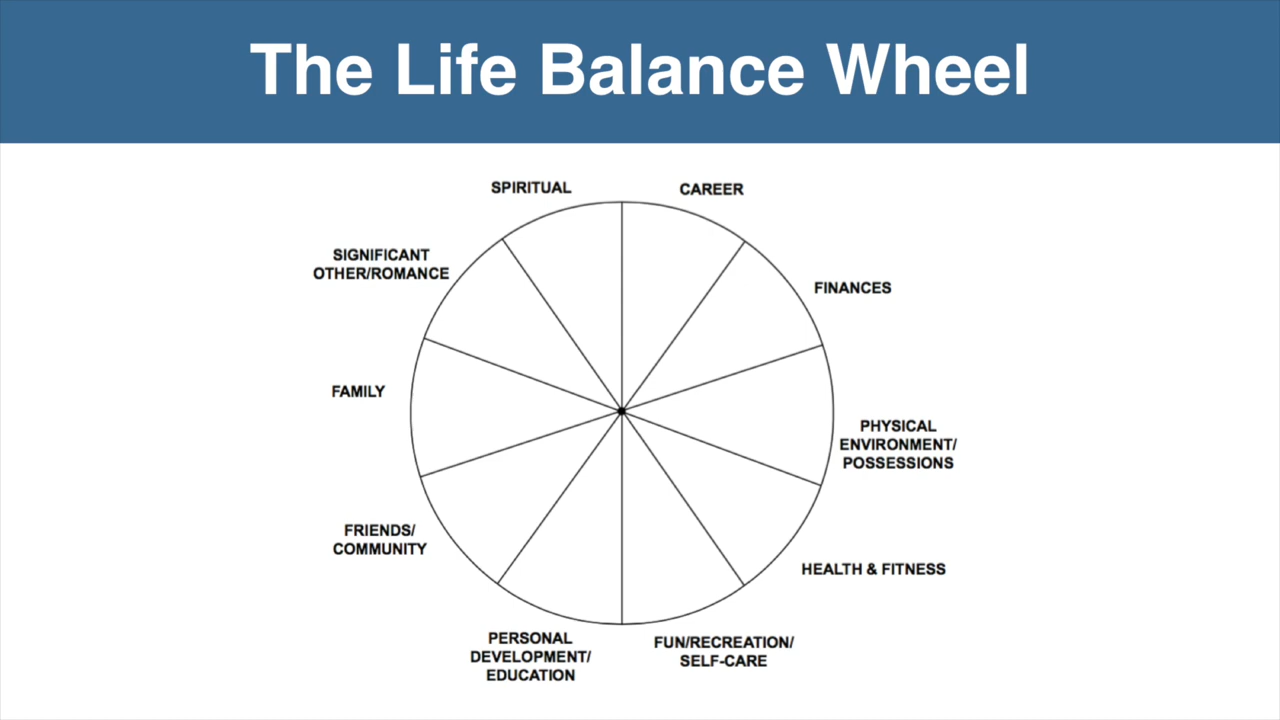 The Life Balance Wheel
SPIRITUAL
CAREER
SIGNIFICANT
OTHER/ROMANCE
FINANCES
FAMILY
PHYSICAL
ENVIRONMENT/
POSSESSIONS
FRIENDS/
COMMUNITY
HEALTH & FITNESS
PERSONAL
DEVELOPMENT/
EDUCATION
FUN/RECREATION/
SELF-CARE